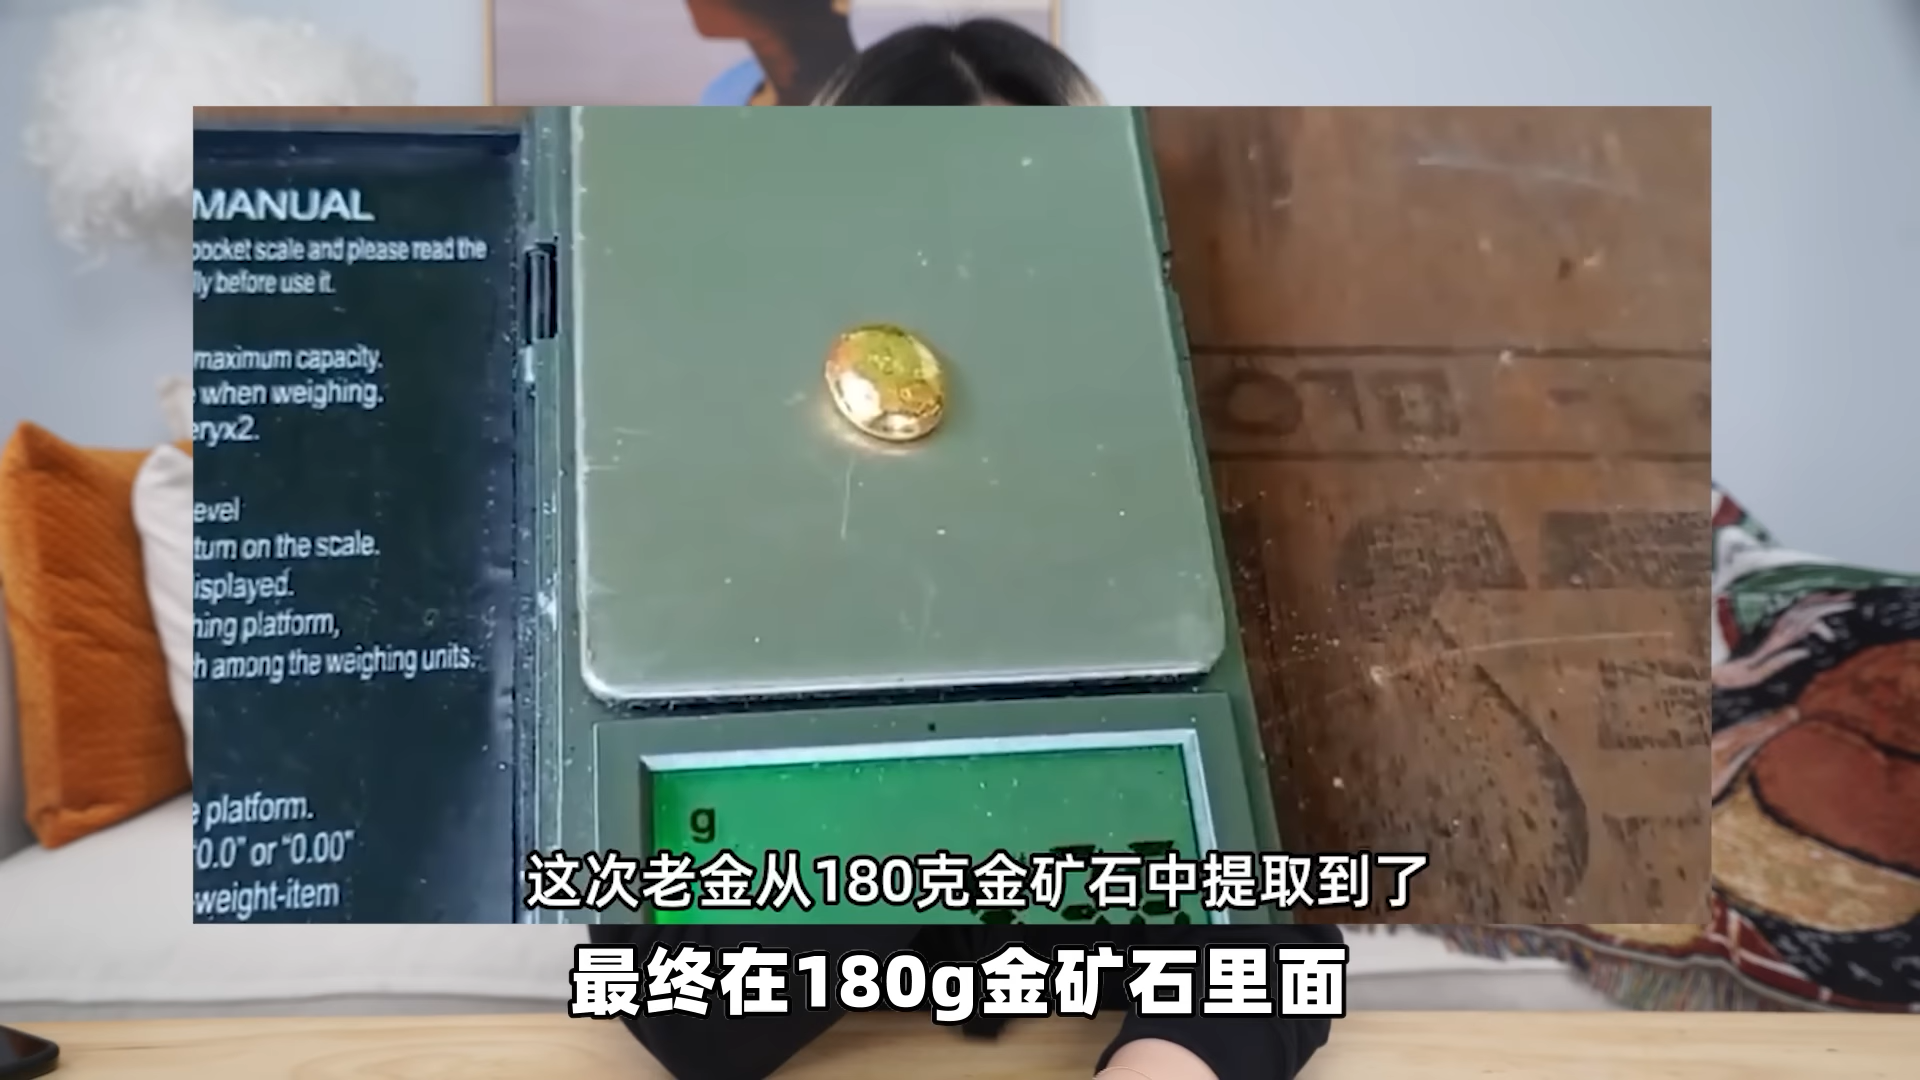 MANUAL
pocket scale and please read the
ly before use it.
maximum capacity.
when weighing.
eryx2.
evel
turn on the scale.
isplayed.
hing platform,
h among the weighing units.
e platform.
"0.0" or "0.00"
weight-item
g
这次老金从180克金矿石中提取到了
最终在180g金矿石里面